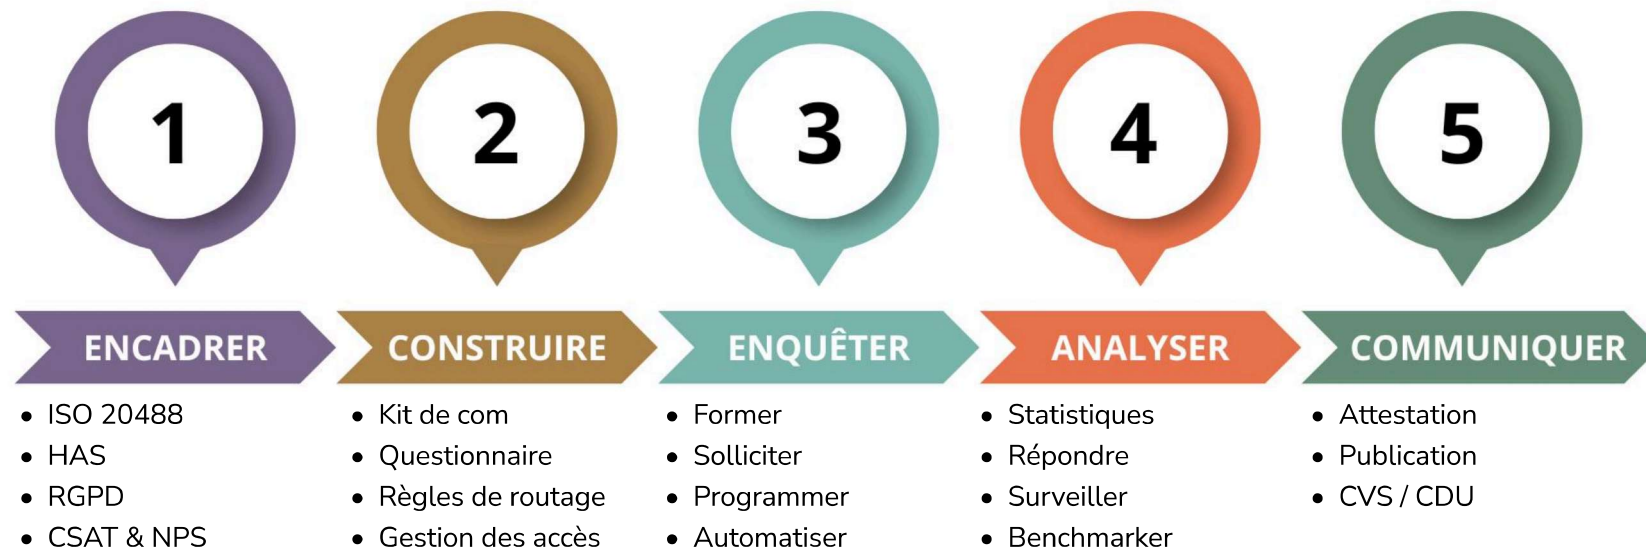 1
2
3
4
5
ENCADRER
CONSTRUIRE
ENQUÊTER
ANALYSER
COMMUNIQUER
• ISO 20488
• HAS
• RGPD
• CSAT & NPS
• Kit de com
• Questionnaire
• Règles de routage
• Gestion des accès
• Former
• Solliciter
• Programmer
• Automatiser
• Statistiques
• Répondre
• Surveiller
• Benchmarker
• Attestation
• Publication
• CVS / CDU